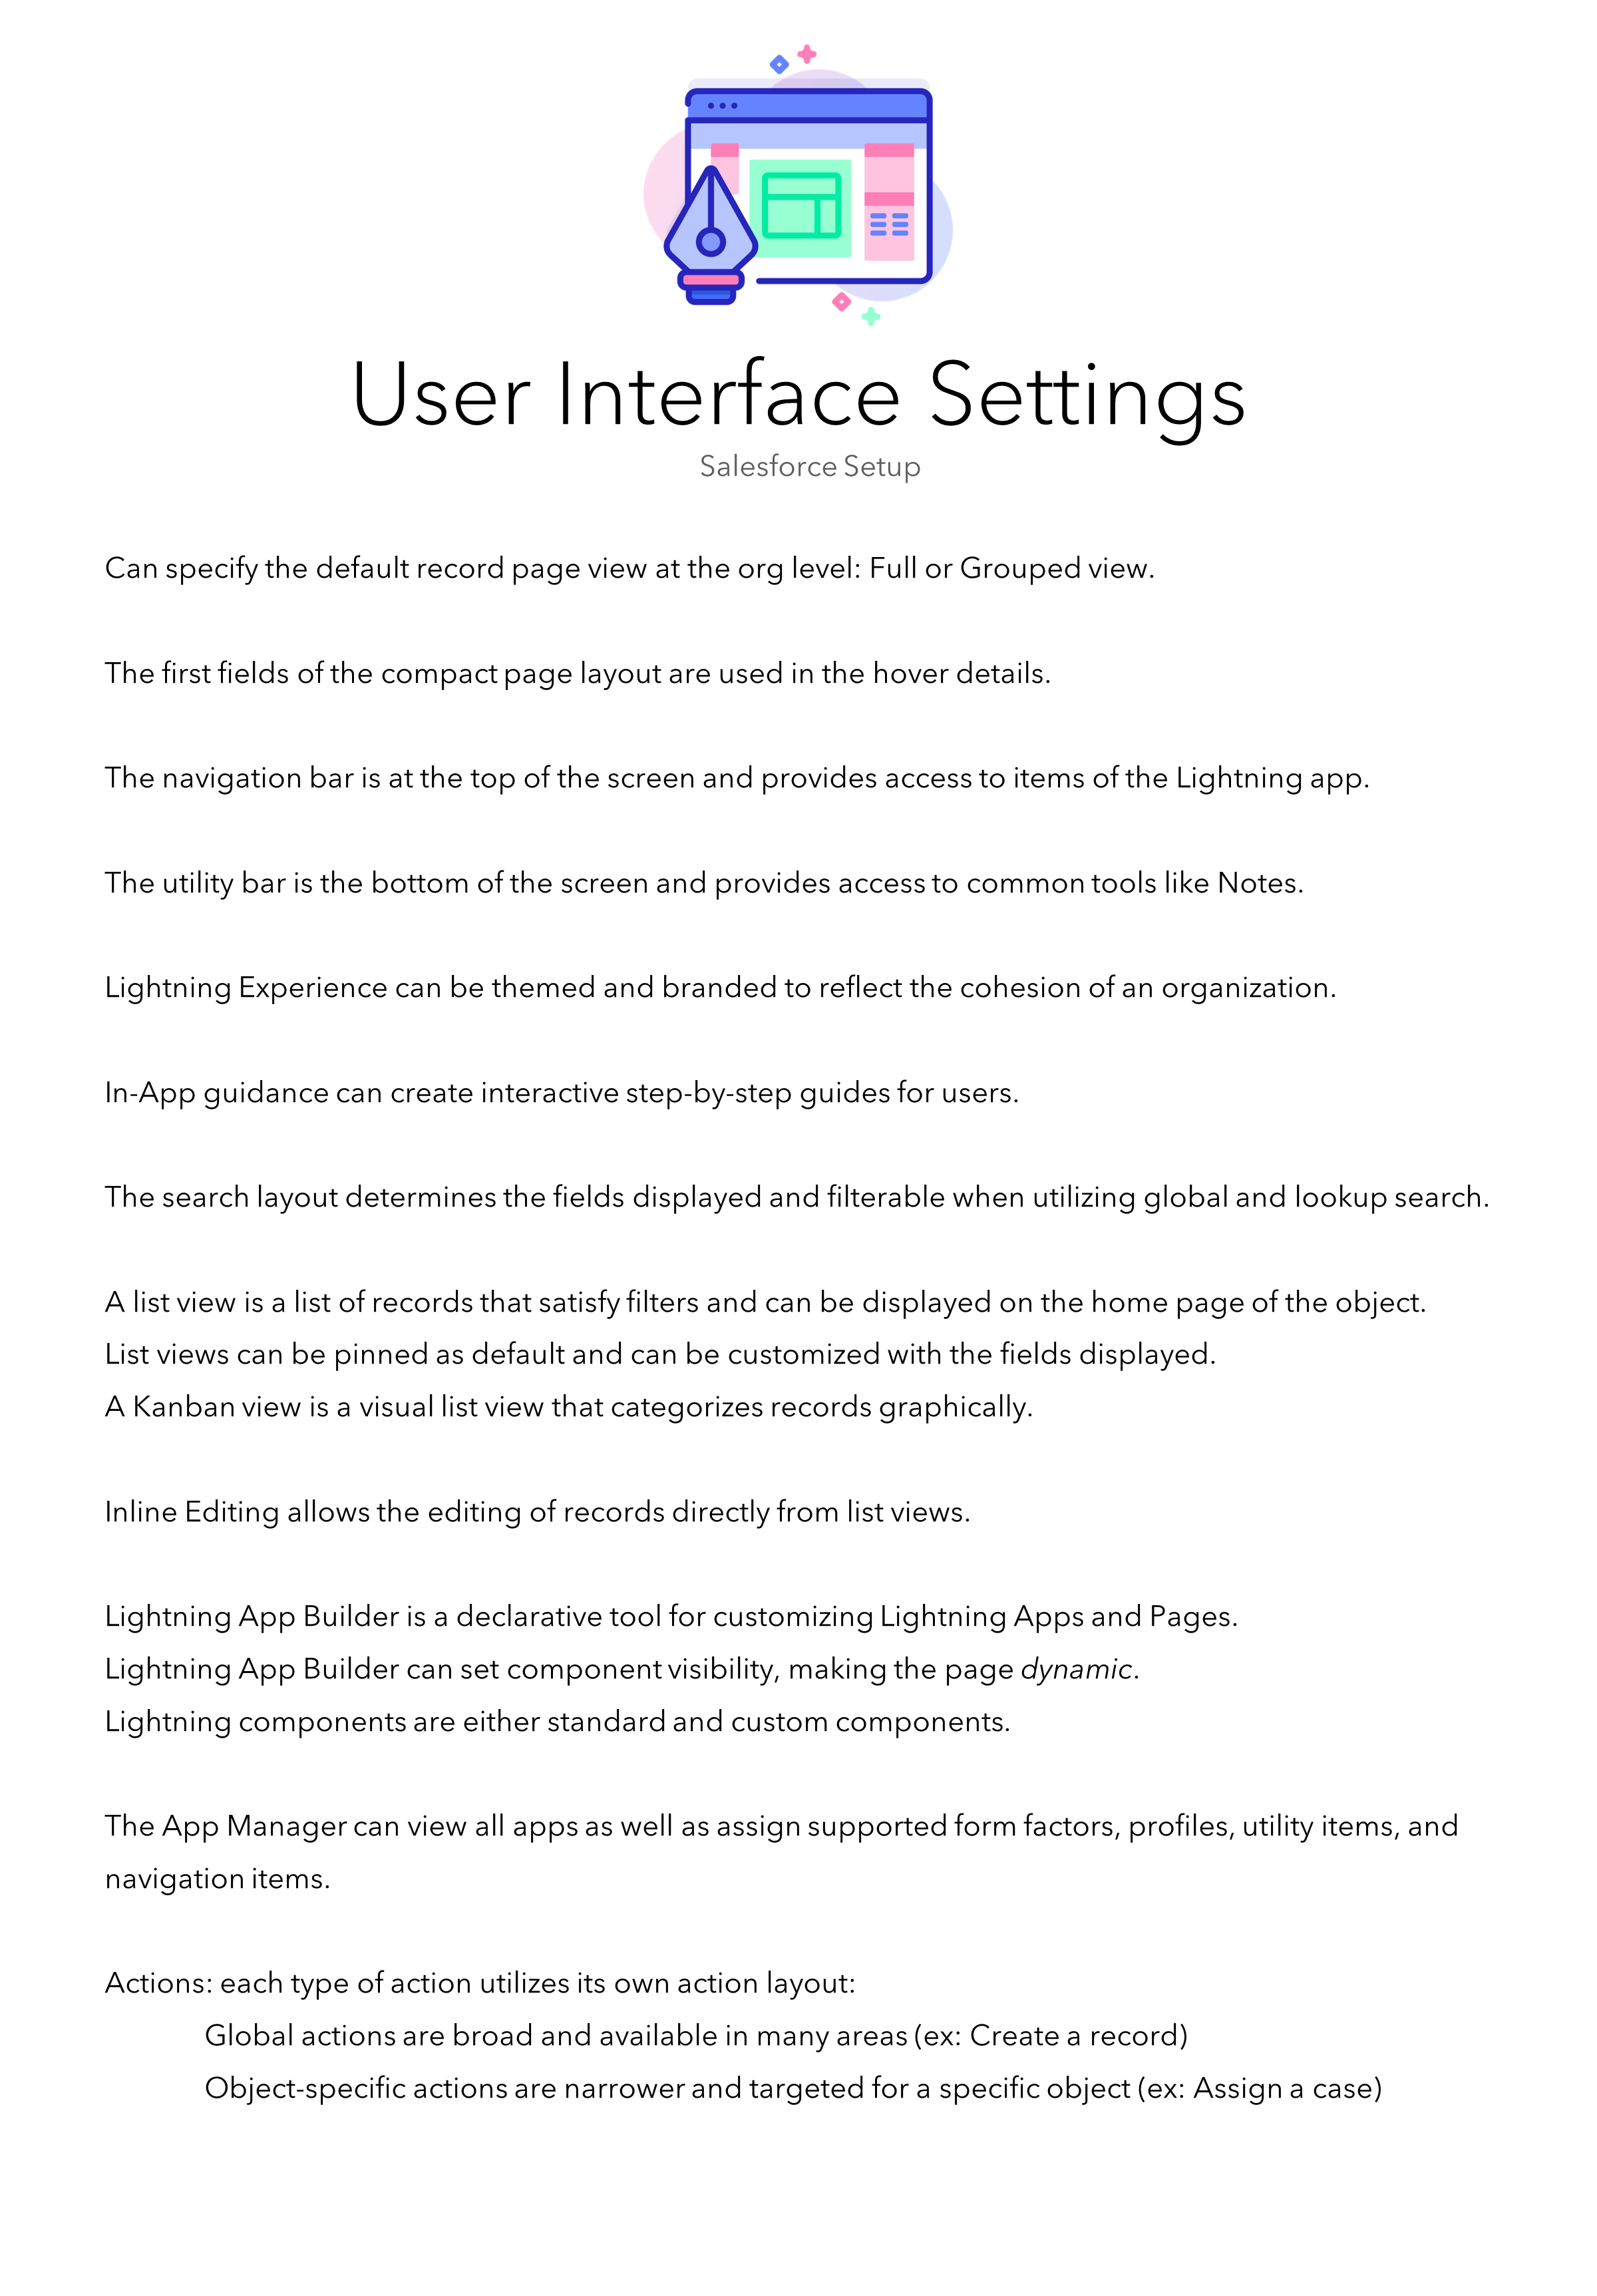 User Interface Settings
Salesforce Setup
Can specify the default record page view at the org level: Full or Grouped view.
The first fields of the compact page layout are used in the hover details.
The navigation bar is at the top of the screen and provides access to items of the Lightning app.
The utility bar is the bottom of the screen and provides access to common tools like Notes.
Lightning Experience can be themed and branded to reflect the cohesion of an organization.
In-App guidance can create interactive step-by-step guides for users.
The search layout determines the fields displayed and filterable when utilizing global and lookup search.
A list view is a list of records that satisfy filters and can be displayed on the home page of the object.
List views can be pinned as default and can be customized with the fields displayed.
A Kanban view is a visual list view that categorizes records graphically.
Inline Editing allows the editing of records directly from list views.
Lightning App Builder is a declarative tool for customizing Lightning Apps and Pages.
Lightning App Builder can set component visibility, making the page dynamic.
Lightning components are either standard and custom components.
The App Manager can view all apps as well as assign supported form factors, profiles, utility items, and
navigation items.
Actions: each type of action utilizes its own action layout:
Global actions are broad and available in many areas (ex: Create a record)
Object-specific actions are narrower and targeted for a specific object (ex: Assign a case)